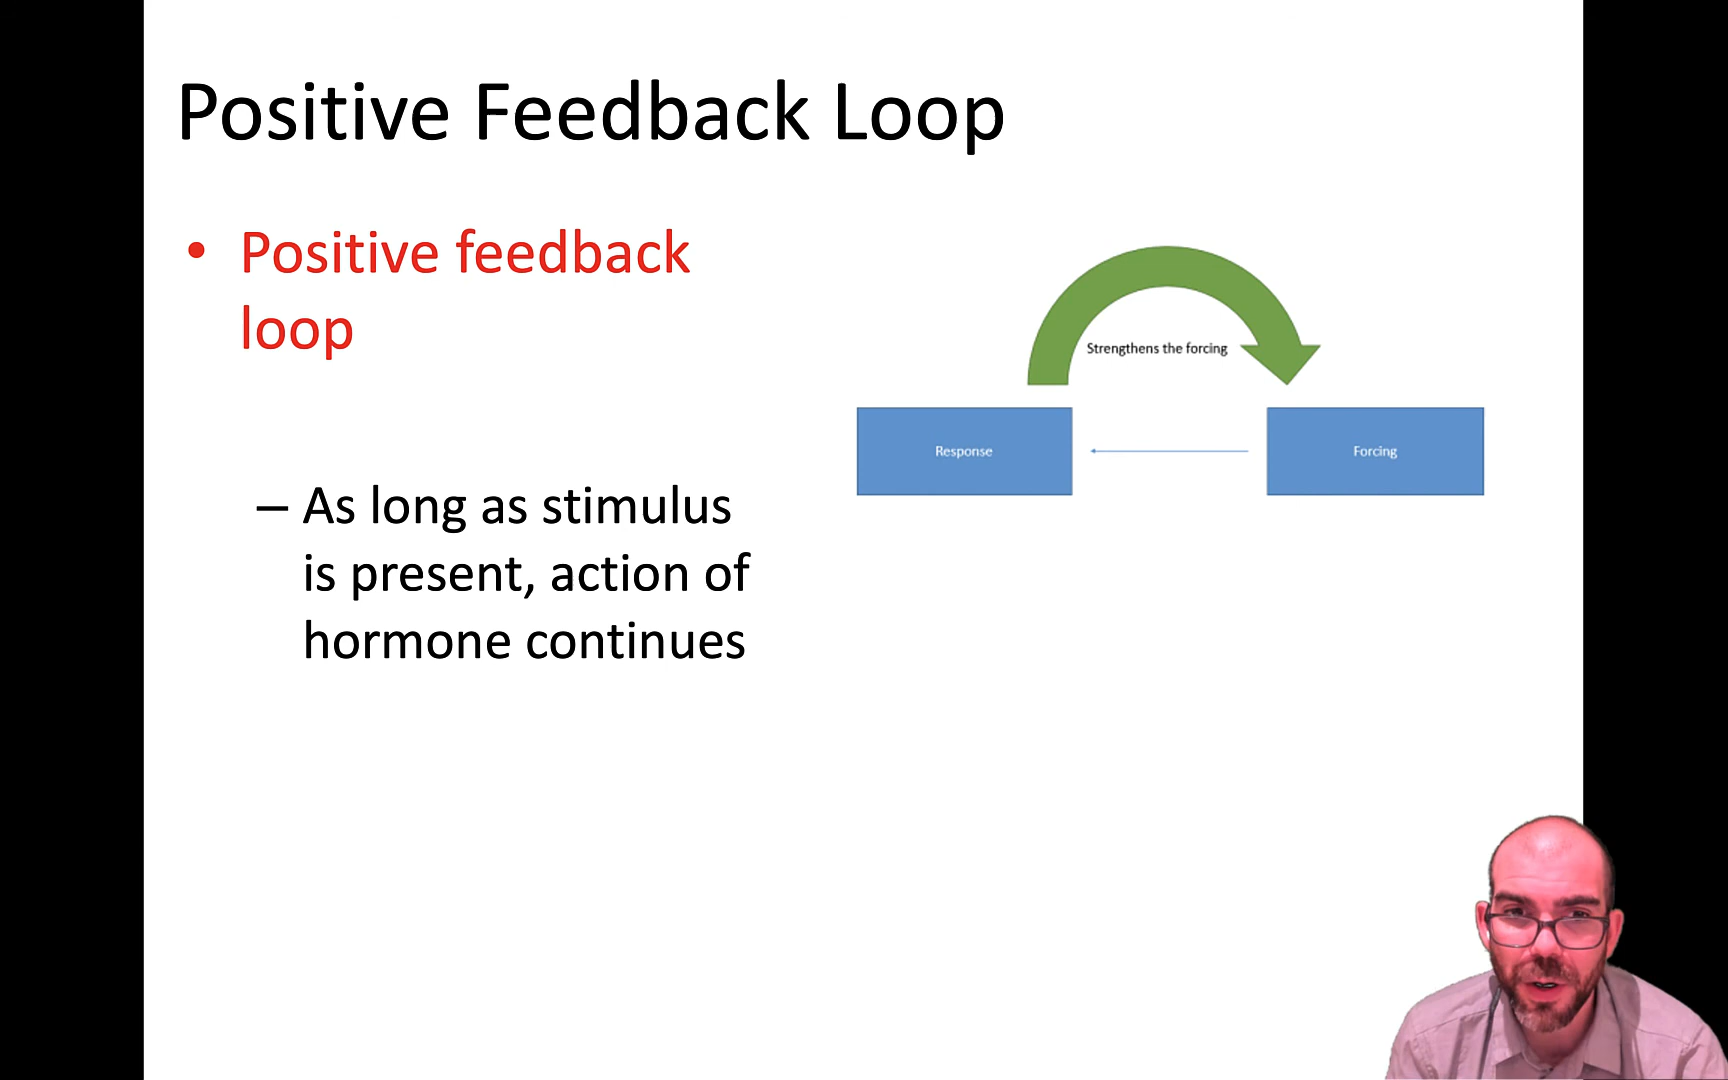 Positive Feedback Loop
• Positive feedback
loop
– As long as stimulus
is present, action of
hormone continues
Strengthens the forcing
Response
Forcing